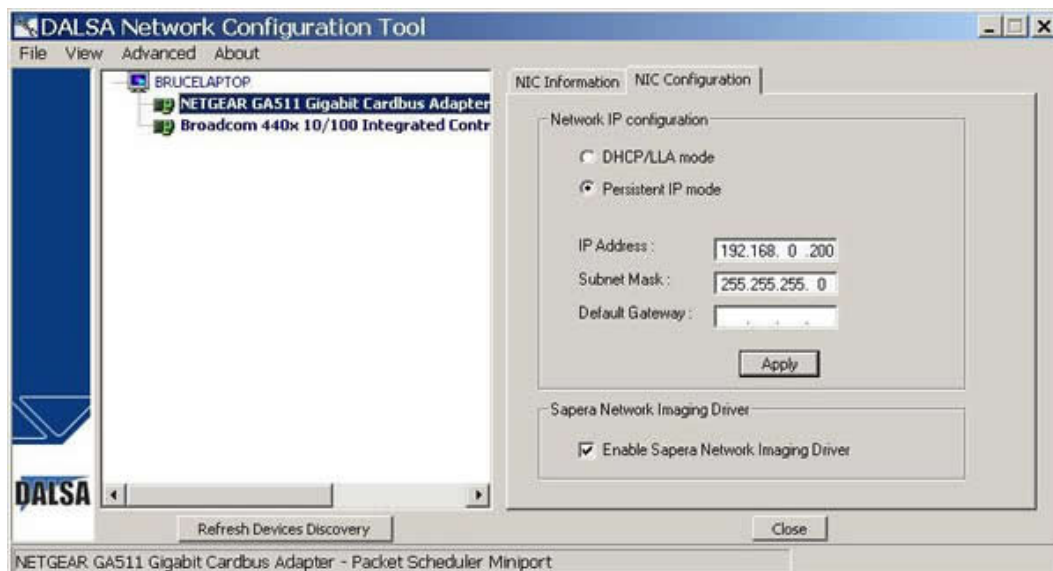 DALSA Network Configuration Tool
File View Advanced About
BRUCELAPTOP
NETGEAR GA511 Gigabit Cardbus Adapter
Broadcom 440x 10/100 Integrated Contr
NIC Information NIC Configuration
Network IP configuration
DHCP/LLA mode
Persistent IP mode
IP Address : 192.168. 0 .200
Subnet Mask : 255.255.255. 0
Default Gateway : . . .
Apply
Sapera Network Imaging Driver
Enable Sapera Network Imaging Driver
DALSA
Refresh Devices Discovery
Close
NETGEAR GA511 Gigabit Cardbus Adapter - Packet Scheduler Miniport